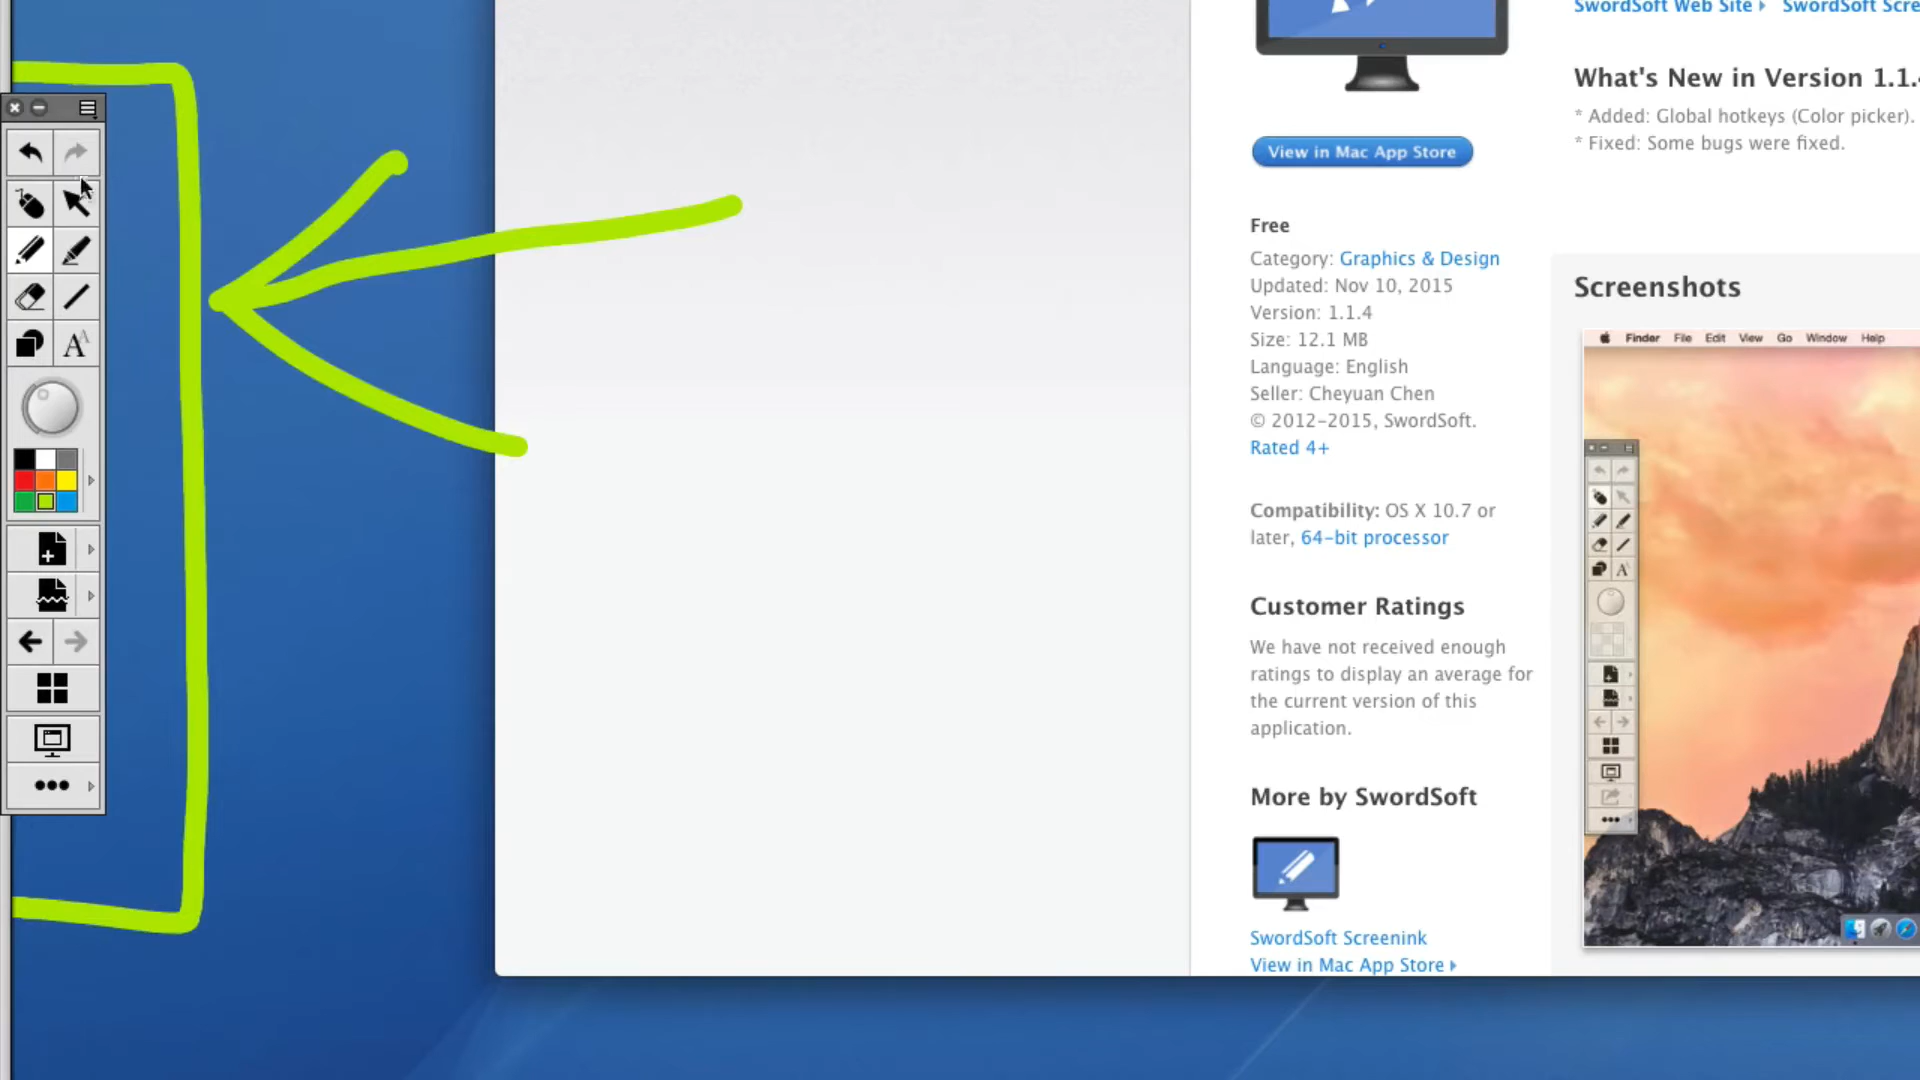 SwordSoft Web Site
SwordSoft Scre
What's New in Version 1.1.4
* Added: Global hotkeys (Color picker).
* Fixed: Some bugs were fixed.
View in Mac App Store
Free
Category: Graphics & Design
Updated: Nov 10, 2015
Version: 1.1.4
Size: 12.1 MB
Language: English
Seller: Cheyuan Chen
© 2012-2015, SwordSoft.
Rated 4+
Compatibility: OS X 10.7 or
later, 64-bit processor
Customer Ratings
We have not received enough
ratings to display an average for
the current version of this
application.
More by SwordSoft
SwordSoft Screenink
View in Mac App Store
Screenshots
Finder File Edit View Go Window Help